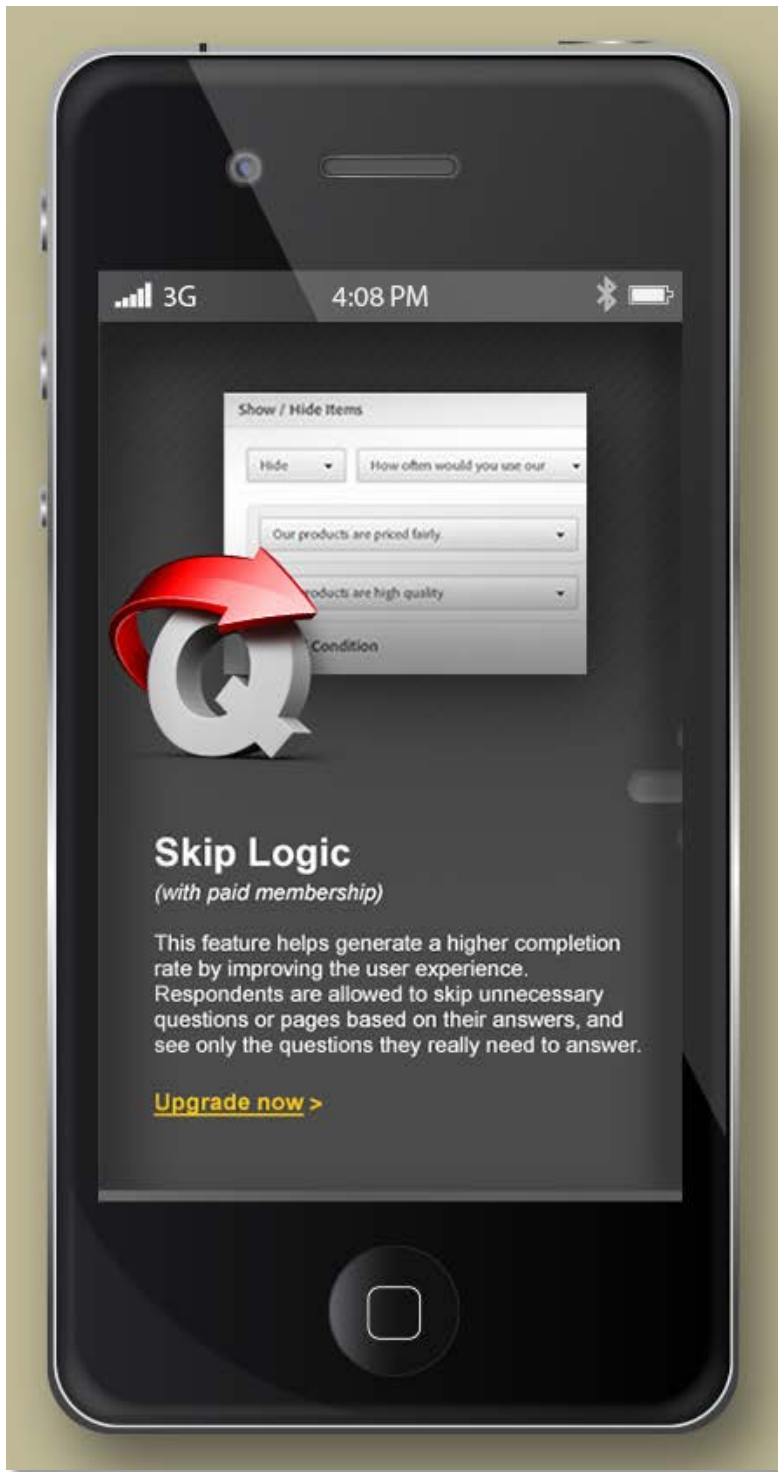 3G 4:08 PM
Show / Hide Items
Hide How often would you use our
Our products are priced fairly.
products are high quality
Condition
Q
Skip Logic
(with paid membership)
This feature helps generate a higher completion
rate by improving the user experience.
Respondents are allowed to skip unnecessary
questions or pages based on their answers, and
see only the questions they really need to answer.
Upgrade now >